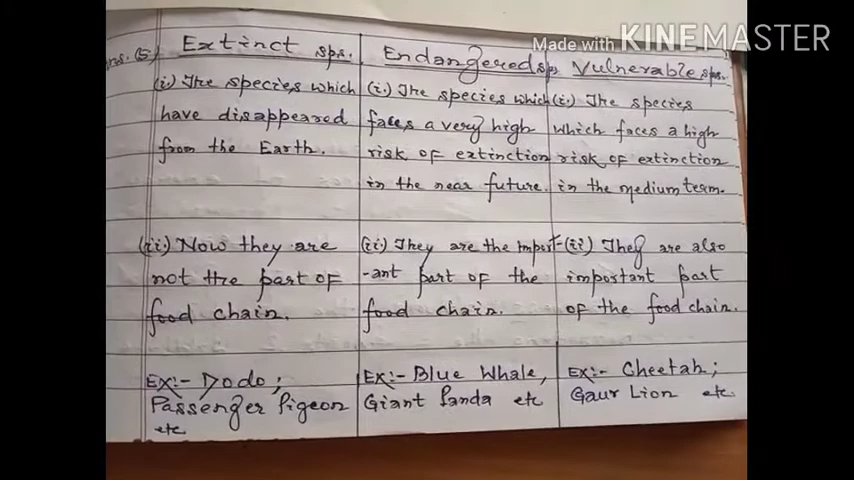 Made with KINEMASTER
Ans. (5) Extinct sps.
(i) The species which
have disappeared
from the Earth.
(ii) Now they are
not the part of
food chain.
Ex:- Dodo;
Passenger Pigeon
etc
Endangered sps
(i.) The species which
faces a very high
risk of extinction
in the near future.
(ii) They are the import-
-ant part of the
food chain.
Ex:- Blue Whale,
Giant Panda etc
Vulnerable sps.
(i.) The species
which faces a high
risk of extinction
in the medium term.
(ii) They are also
important part
of the food chain.
Ex:- Cheetah;
Gaur Lion etc.